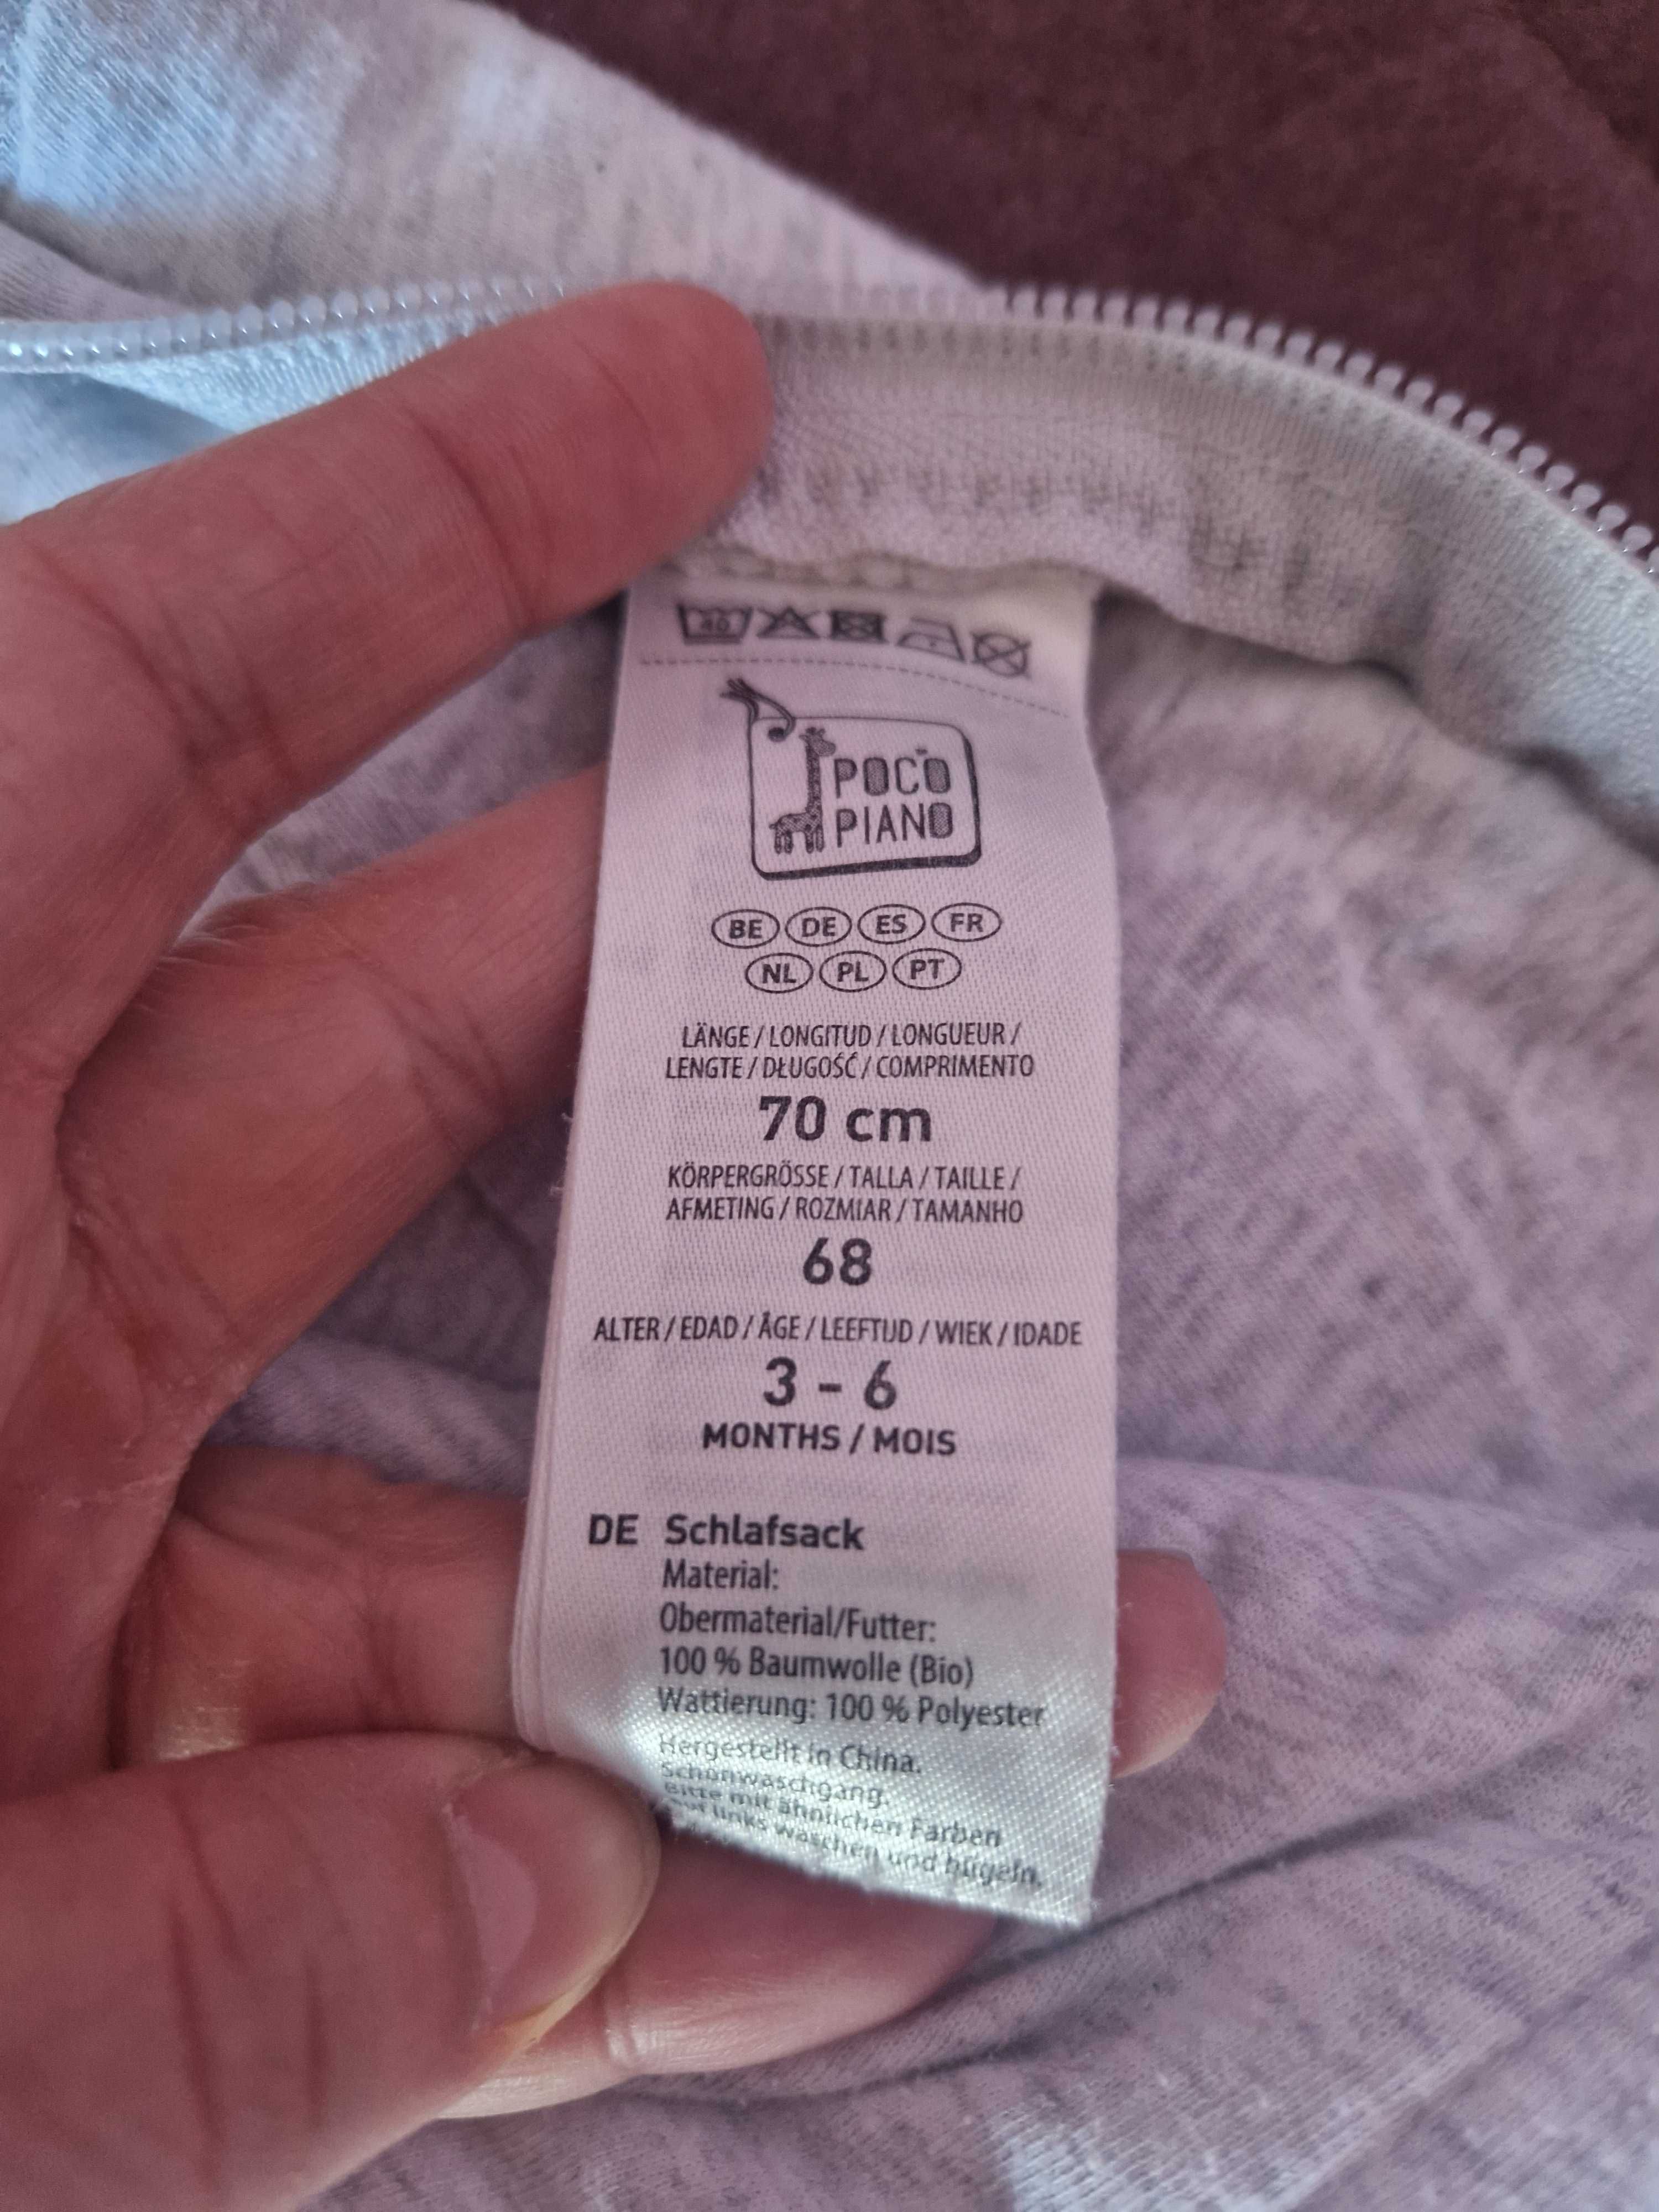 40
POCO
PIANO
BE DE ES FR
NL PL PT
LÄNGE / LONGITUD / LONGUEUR /
LENGTE / DŁUGOŚĆ / COMPRIMENTO
70 cm
KÖRPERGRÖSSE / TALLA / TAILLE /
AFMETING / ROZMIAR / TAMANHO
68
ALTER / EDAD / ÂGE / LEEFTIJD / WIEK / IDADE
3 - 6
MONTHS / MOIS
DE Schlafsack
Material:
Obermaterial/Futter:
100 % Baumwolle (Bio)
Wattierung: 100 % Polyester
Hergestellt in China.
Schonwaschgang.
Bitte mit ähnlichen Farben
auf links waschen und bügeln.